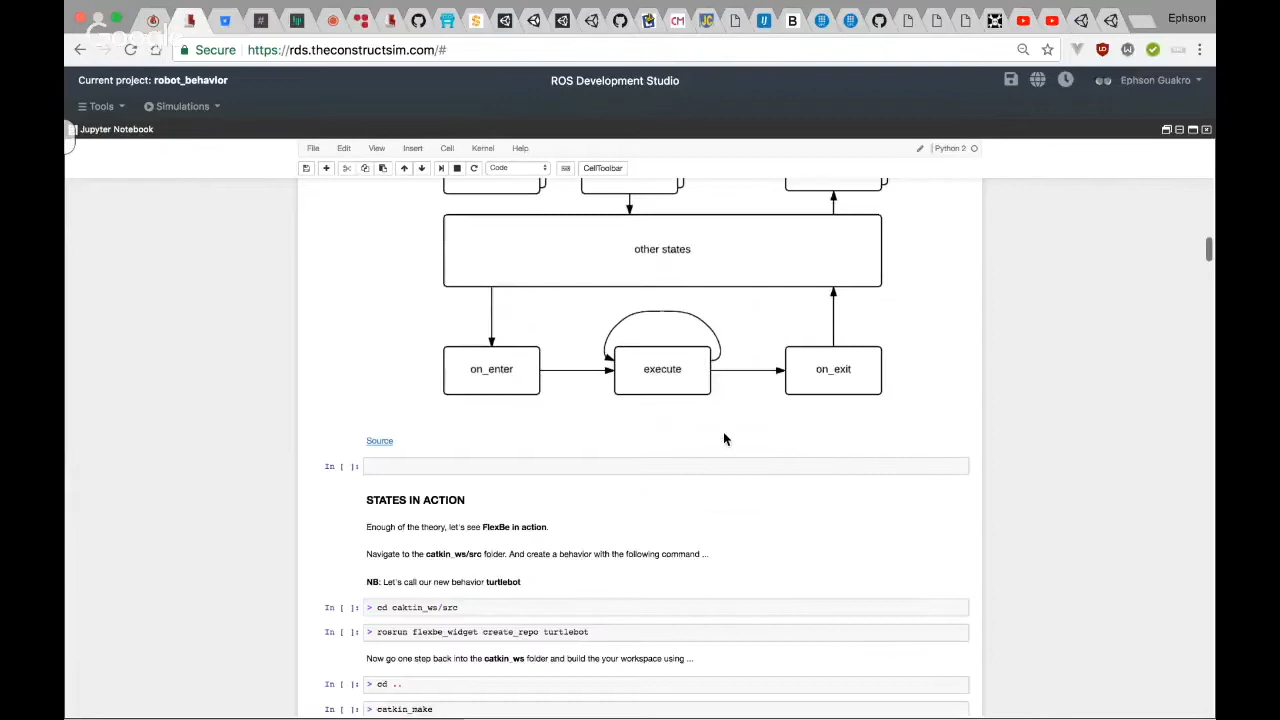 Ephson
Google
Secure https://rds.theconstructsim.com/#
Current project: robot_behavior
ROS Development Studio
Ephson Guakro
Tools
Simulations
Jupyter Notebook
File Edit View Insert Cell Kernel Help
Python 2
Code
CellToolbar
other states
on_enter
execute
on_exit
Source
In [ ]:
STATES IN ACTION
Enough of the theory, let's see FlexBe in action.
Navigate to the catkin_ws/src folder. And create a behavior with the following command ...
NB: Let's call our new behavior turtlebot
In [ ]: > cd caktin_ws/src
In [ ]: > rosrun flexbe_widget create_repo turtlebot
Now go one step back into the catkin_ws folder and build the your workspace using ...
In [ ]: > cd ..
In [ ]: > catkin_make